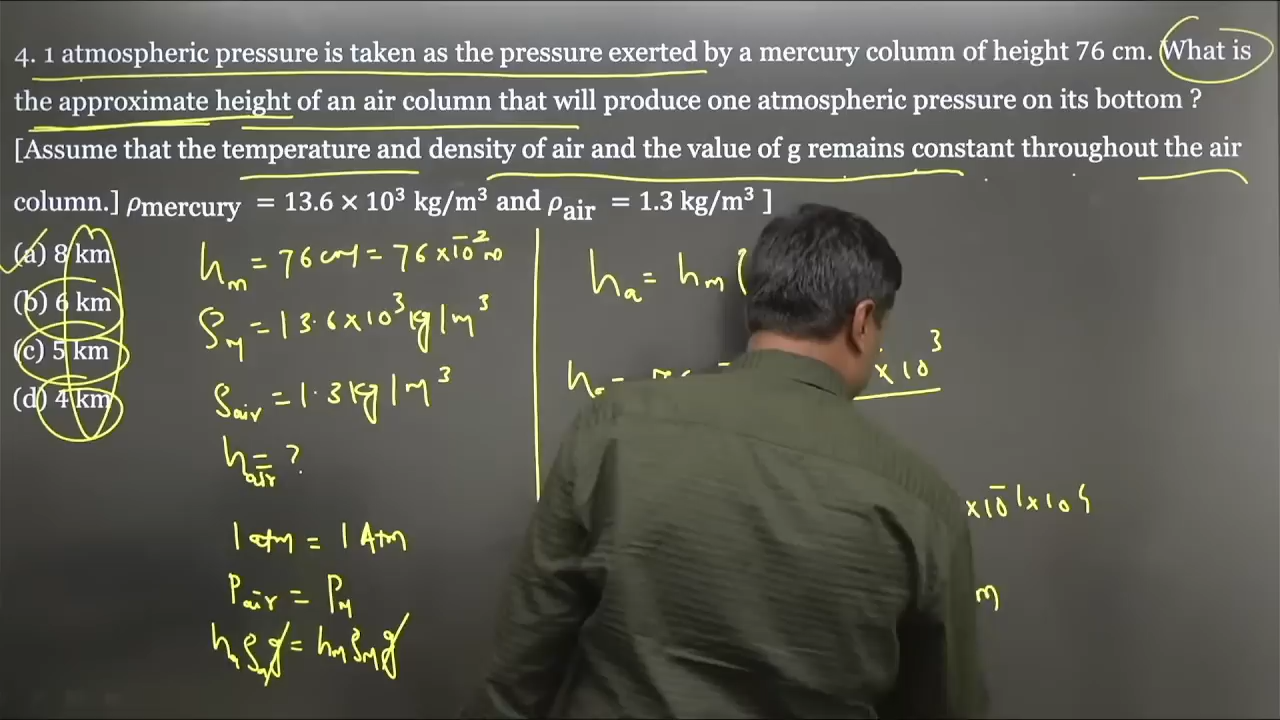 4. 1 atmospheric pressure is taken as the pressure exerted by a mercury column of height 76 cm. What is
the approximate height of an air column that will produce one atmospheric pressure on its bottom ?
[Assume that the temperature and density of air and the value of g remains constant throughout the air
column.] ρmercury = 13.6 × 10³ kg/m³ and ρair = 1.3 kg/m³ ]
(a) 8 km
(b) 6 km
(c) 5 km
(d) 4 km
hm = 76 cm = 76 × 10⁻² m
ρM = 13.6 × 10³ kg/m³
ρair = 1.3 kg/m³
hair = ?
1 atm = 1 Atm
Pair = PM
haρag = hMρMg
ha = hm (
× 10³
× 10⁻¹ × 10
m